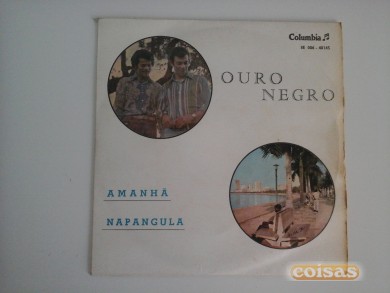 Columbia
OURO
NEGRO
AMANHÃ
NAPANGULA
coisas